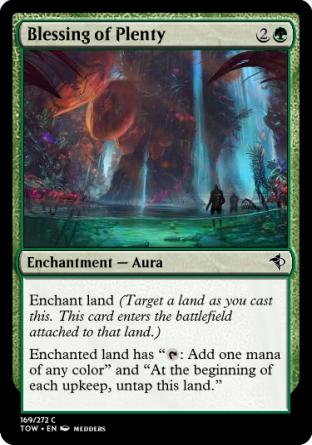 Blessing of Plenty 2
Enchantment — Aura
Enchant land (Target a land as you cast
this. This card enters the battlefield
attached to that land.)
Enchanted land has “: Add one mana
of any color” and “At the beginning of
each upkeep, untap this land.”
169/272 C
TOW • EN MEDDERS